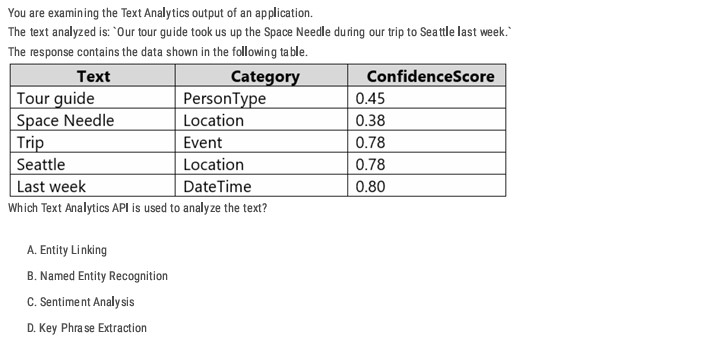 You are examining the Text Analytics output of an application.
The text analyzed is: `Our tour guide took us up the Space Needle during our trip to Seattle last week.`
The response contains the data shown in the following table.
Text Category ConfidenceScore
Tour guide PersonType 0.45
Space Needle Location 0.38
Trip Event 0.78
Seattle Location 0.78
Last week DateTime 0.80
Which Text Analytics API is used to analyze the text?
A. Entity Linking
B. Named Entity Recognition
C. Sentiment Analysis
D. Key Phrase Extraction